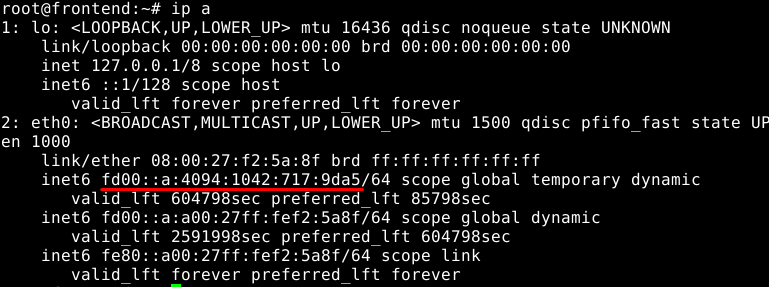 root@frontend:~# ip a
1: lo: <LOOPBACK,UP,LOWER_UP> mtu 16436 qdisc noqueue state UNKNOWN
link/loopback 00:00:00:00:00:00 brd 00:00:00:00:00:00
inet 127.0.0.1/8 scope host lo
inet6 ::1/128 scope host
valid_lft forever preferred_lft forever
2: eth0: <BROADCAST,MULTICAST,UP,LOWER_UP> mtu 1500 qdisc pfifo_fast state UP
en 1000
link/ether 08:00:27:f2:5a:8f brd ff:ff:ff:ff:ff:ff
inet6 fd00::a:4094:1042:717:9da5/64 scope global temporary dynamic
valid_lft 604798sec preferred_lft 85798sec
inet6 fd00::a:a00:27ff:fef2:5a8f/64 scope global dynamic
valid_lft 2591998sec preferred_lft 604798sec
inet6 fe80::a00:27ff:fef2:5a8f/64 scope link
valid_lft forever preferred_lft forever